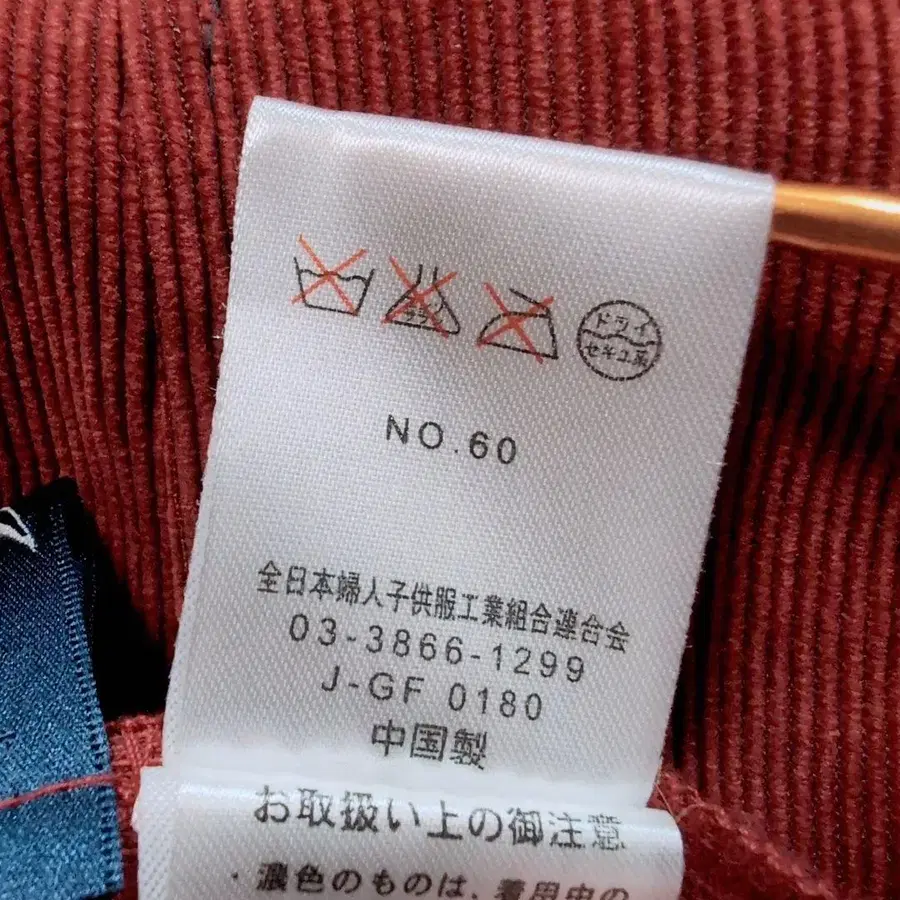 ドライ
セキユ系
NO.60
全日本婦人子供服工業組合連合会
03-3866-1299
J-GF 0180
中国製
お取扱い上の御注意
・濃色のものは、着用中の